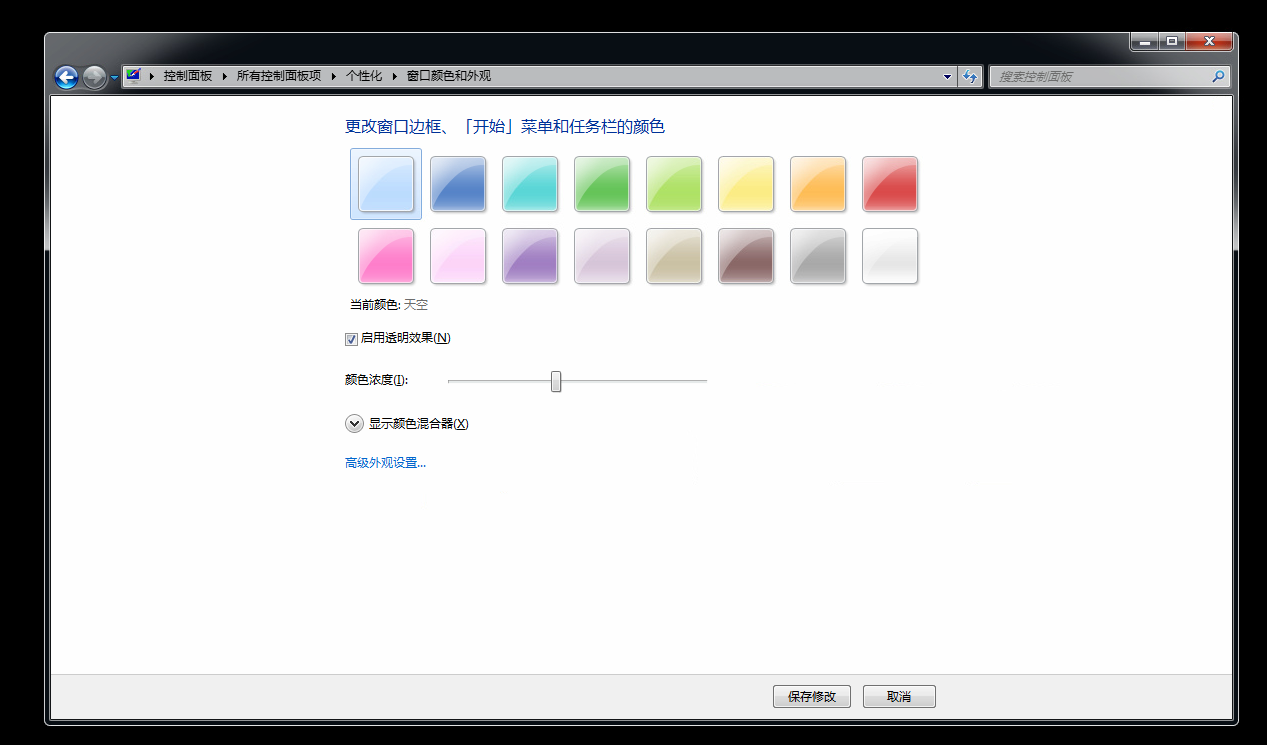 控制面板 所有控制面板项 个性化 窗口颜色和外观 搜索控制面板
更改窗口边框、「开始」菜单和任务栏的颜色
当前颜色: 天空
启用透明效果(N)
颜色浓度(I):
显示颜色混合器(X)
高级外观设置...
保存修改 取消